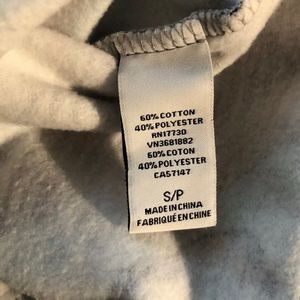 60% COTTON
40% POLYESTER
RN17730
VN3681882
60% COTON
40% POLYESTER
CA57147
S/P
MADE IN CHINA
FABRIQUÉ EN CHINE